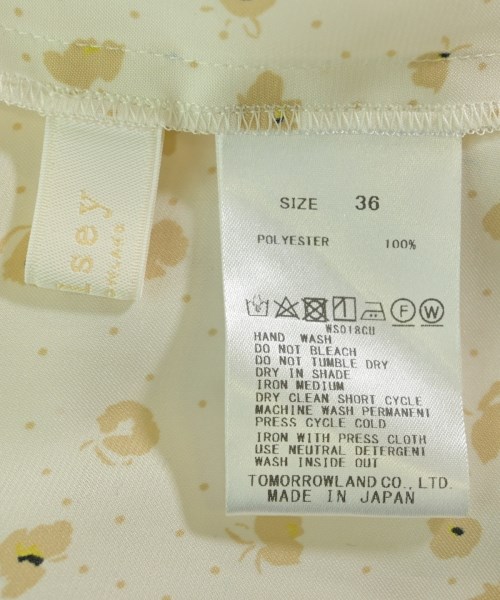 sey
SIZE 36
POLYESTER 100%
F W
WS018CU
HAND WASH
DO NOT BLEACH
DO NOT TUMBLE DRY
DRY IN SHADE
IRON MEDIUM
DRY CLEAN SHORT CYCLE
MACHINE WASH PERMANENT
PRESS CYCLE COLD
IRON WITH PRESS CLOTH
USE NEUTRAL DETERGENT
WASH INSIDE OUT
TOMORROWLAND CO., LTD.
MADE IN JAPAN